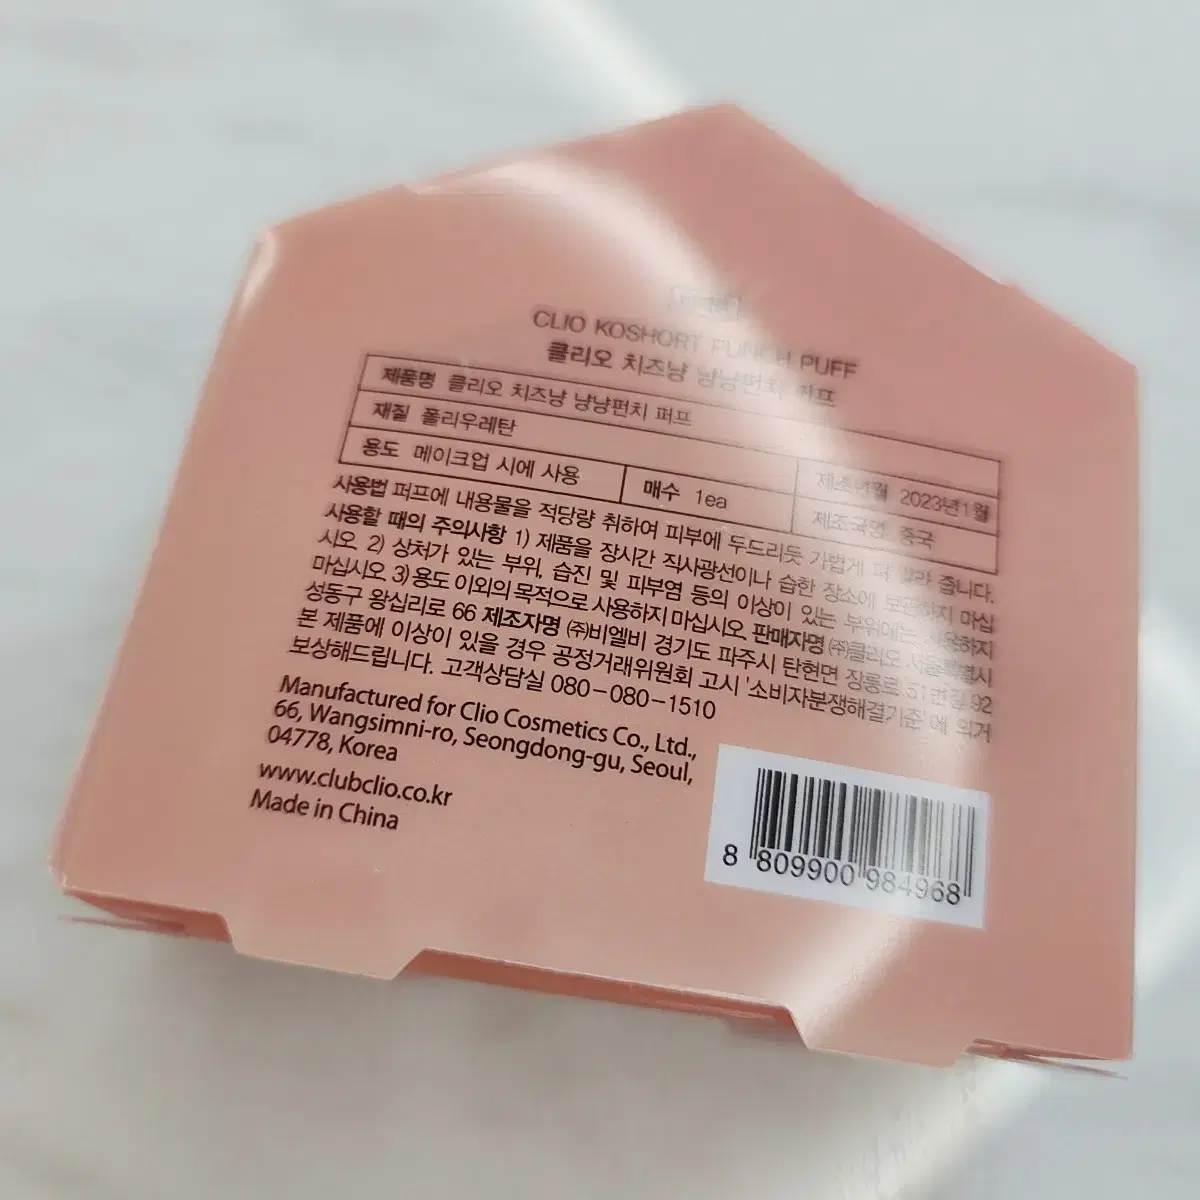 CLIO KOSHORT PUNCH PUFF
클리오 치즈냥 냥냥펀치 퍼프
제품명 클리오 치즈냥 냥냥펀치 퍼프
재질 폴리우레탄
제조년월 2023년1월
용도 메이크업 시에 사용
매수 1ea
제조국명 중국
사용법 퍼프에 내용물을 적당량 취하여 피부에 두드리듯 가볍게 펴 발라 줍니다.
사용할 때의 주의사항 1) 제품을 장시간 직사광선이나 습한 장소에 보관하지 마십
시오. 2) 상처가 있는 부위, 습진 및 피부염 등의 이상이 있는 부위에는 사용하지
마십시오. 3) 용도 이외의 목적으로 사용하지 마십시오. 판매자명 ㈜클리오 서울특별시
성동구 왕십리로 66 제조자명 ㈜비엘비 경기도 파주시 탄현면 장릉로 51번길 92
본 제품에 이상이 있을 경우 공정거래위원회 고시 '소비자분쟁해결기준'에 의거
보상해드립니다. 고객상담실 080-080-1510
Manufactured for Clio Cosmetics Co., Ltd.,
66, Wangsimni-ro, Seongdong-gu, Seoul,
04778, Korea
www.clubclio.co.kr
Made in China
8 809900 984968